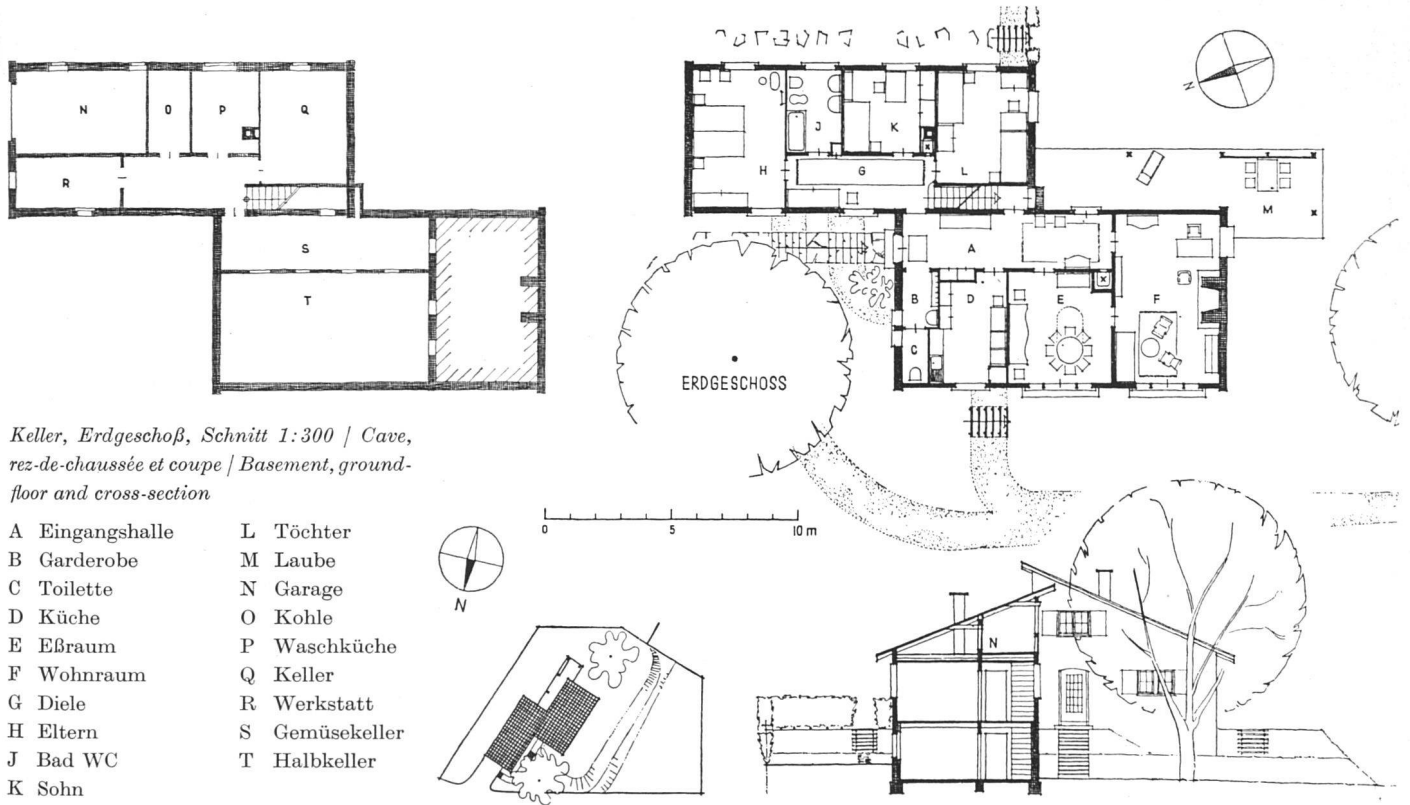 N
O
P
Q
R
S
T
H
J
K
L
G
M
A
B
C
D
E
F
N
ERDGESCHOSS
Keller, Erdgeschoß, Schnitt 1:300 / Cave,
rez-de-chaussée et coupe / Basement, ground-
floor and cross-section
0 5 10 m
A Eingangshalle
B Garderobe
C Toilette
D Küche
E Eßraum
F Wohnraum
G Diele
H Eltern
J Bad WC
K Sohn
L Töchter
M Laube
N Garage
O Kohle
P Waschküche
Q Keller
R Werkstatt
S Gemüsekeller
T Halbkeller
N
N